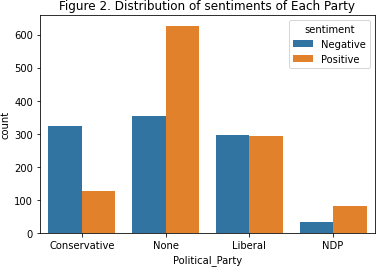 Figure 2. Distribution of sentiments of Each Party
sentiment
Negative
Positive
count
600
500
400
300
200
100
0
Conservative
None
Liberal
NDP
Political_Party